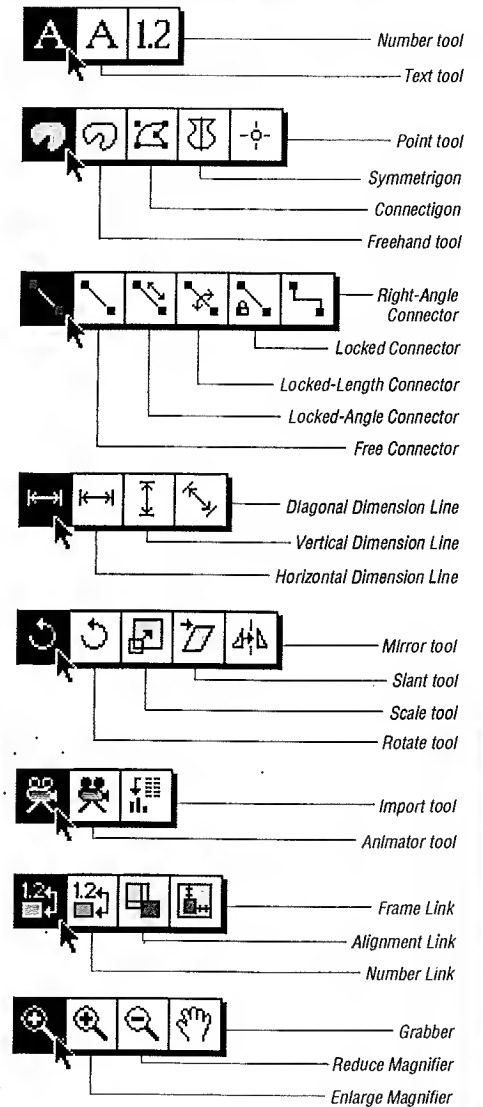 A A 1.2
Number tool
Text tool
Point tool
Symmetrigon
Connectigon
Freehand tool
Right-Angle
Connector
Locked Connector
Locked-Length Connector
Locked-Angle Connector
Free Connector
Diagonal Dimension Line
Vertical Dimension Line
Horizontal Dimension Line
Mirror tool
Slant tool
Scale tool
Rotate tool
Import tool
Animator tool
1.2 1.2
Frame Link
Alignment Link
Number Link
Grabber
Reduce Magnifier
Enlarge Magnifier